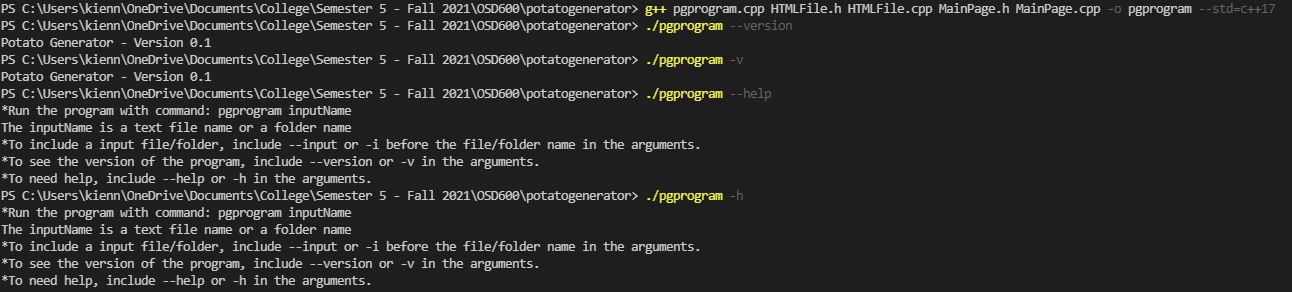 PS C:\Users\kienn\OneDrive\Documents\College\Semester 5 - Fall 2021\OSD600\potatogenerator> g++ pgprogram.cpp HTMLFile.h HTMLFile.cpp MainPage.h MainPage.cpp -o pgprogram --std=c++17
PS C:\Users\kienn\OneDrive\Documents\College\Semester 5 - Fall 2021\OSD600\potatogenerator> ./pgprogram --version
Potato Generator - Version 0.1
PS C:\Users\kienn\OneDrive\Documents\College\Semester 5 - Fall 2021\OSD600\potatogenerator> ./pgprogram -v
Potato Generator - Version 0.1
PS C:\Users\kienn\OneDrive\Documents\College\Semester 5 - Fall 2021\OSD600\potatogenerator> ./pgprogram --help
*Run the program with command: pgprogram inputName
The inputName is a text file name or a folder name
*To include a input file/folder, include --input or -i before the file/folder name in the arguments.
*To see the version of the program, include --version or -v in the arguments.
*To need help, include --help or -h in the arguments.
PS C:\Users\kienn\OneDrive\Documents\College\Semester 5 - Fall 2021\OSD600\potatogenerator> ./pgprogram -h
*Run the program with command: pgprogram inputName
The inputName is a text file name or a folder name
*To include a input file/folder, include --input or -i before the file/folder name in the arguments.
*To see the version of the program, include --version or -v in the arguments.
*To need help, include --help or -h in the arguments.